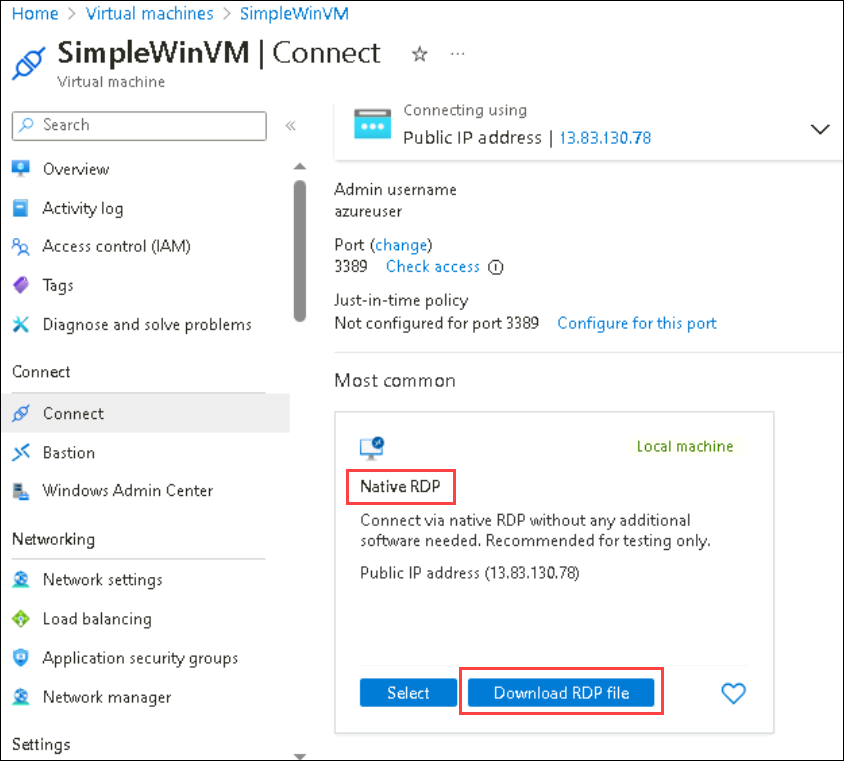 Home > Virtual machines > SimpleWinVM
SimpleWinVM | Connect
Virtual machine
Search
Overview
Activity log
Access control (IAM)
Tags
Diagnose and solve problems
Connect
Connect
Bastion
Windows Admin Center
Networking
Network settings
Load balancing
Application security groups
Network manager
Settings
Connecting using
Public IP address | 13.83.130.78
Admin username
azureuser
Port (change)
3389 Check access
Just-in-time policy
Not configured for port 3389 Configure for this port
Most common
Local machine
Native RDP
Connect via native RDP without any additional
software needed. Recommended for testing only.
Public IP address (13.83.130.78)
Select Download RDP file